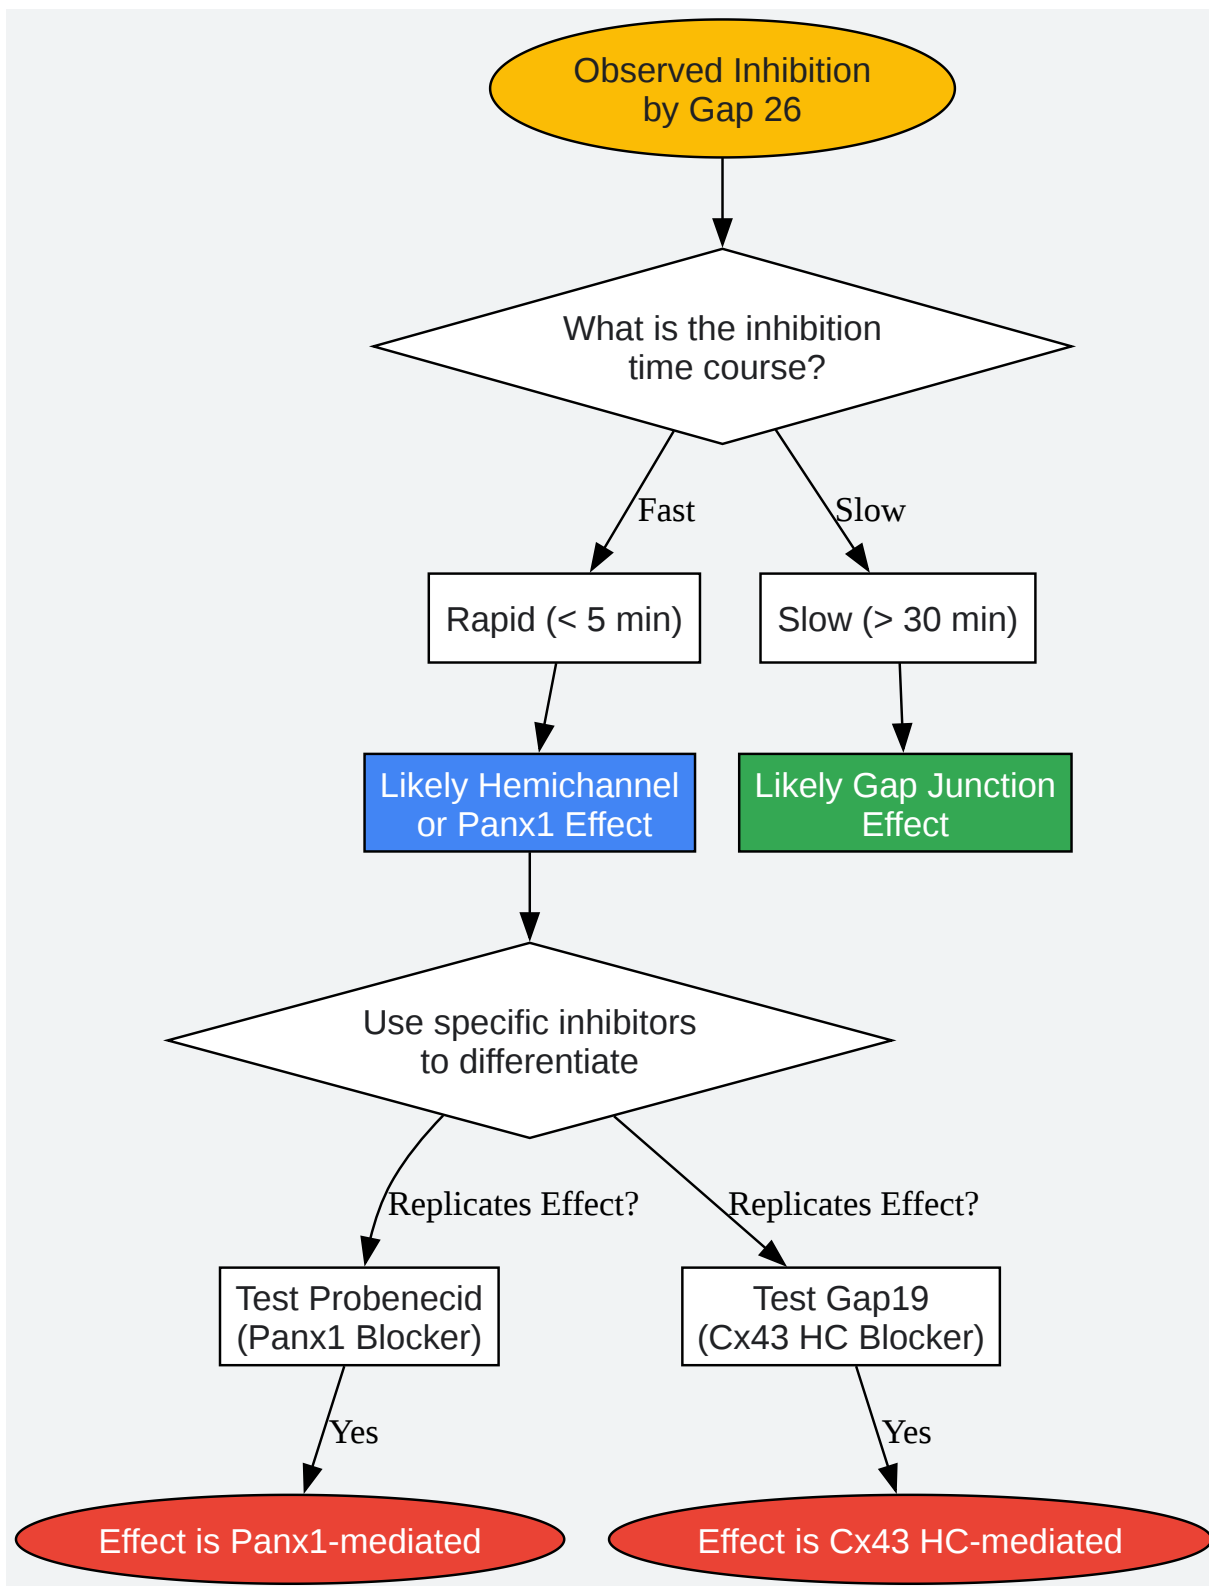 Observed Inhibition
by Gap 26
What is the inhibition
time course?
Fast
Slow
Rapid (< 5 min)
Slow (> 30 min)
Likely Hemichannel
or Panx1 Effect
Likely Gap Junction
Effect
Use specific inhibitors
to differentiate
Replicates Effect?
Replicates Effect?
Test Probenecid
(Panx1 Blocker)
Test Gap19
(Cx43 HC Blocker)
Yes
Yes
Effect is Panx1-mediated
Effect is Cx43 HC-mediated